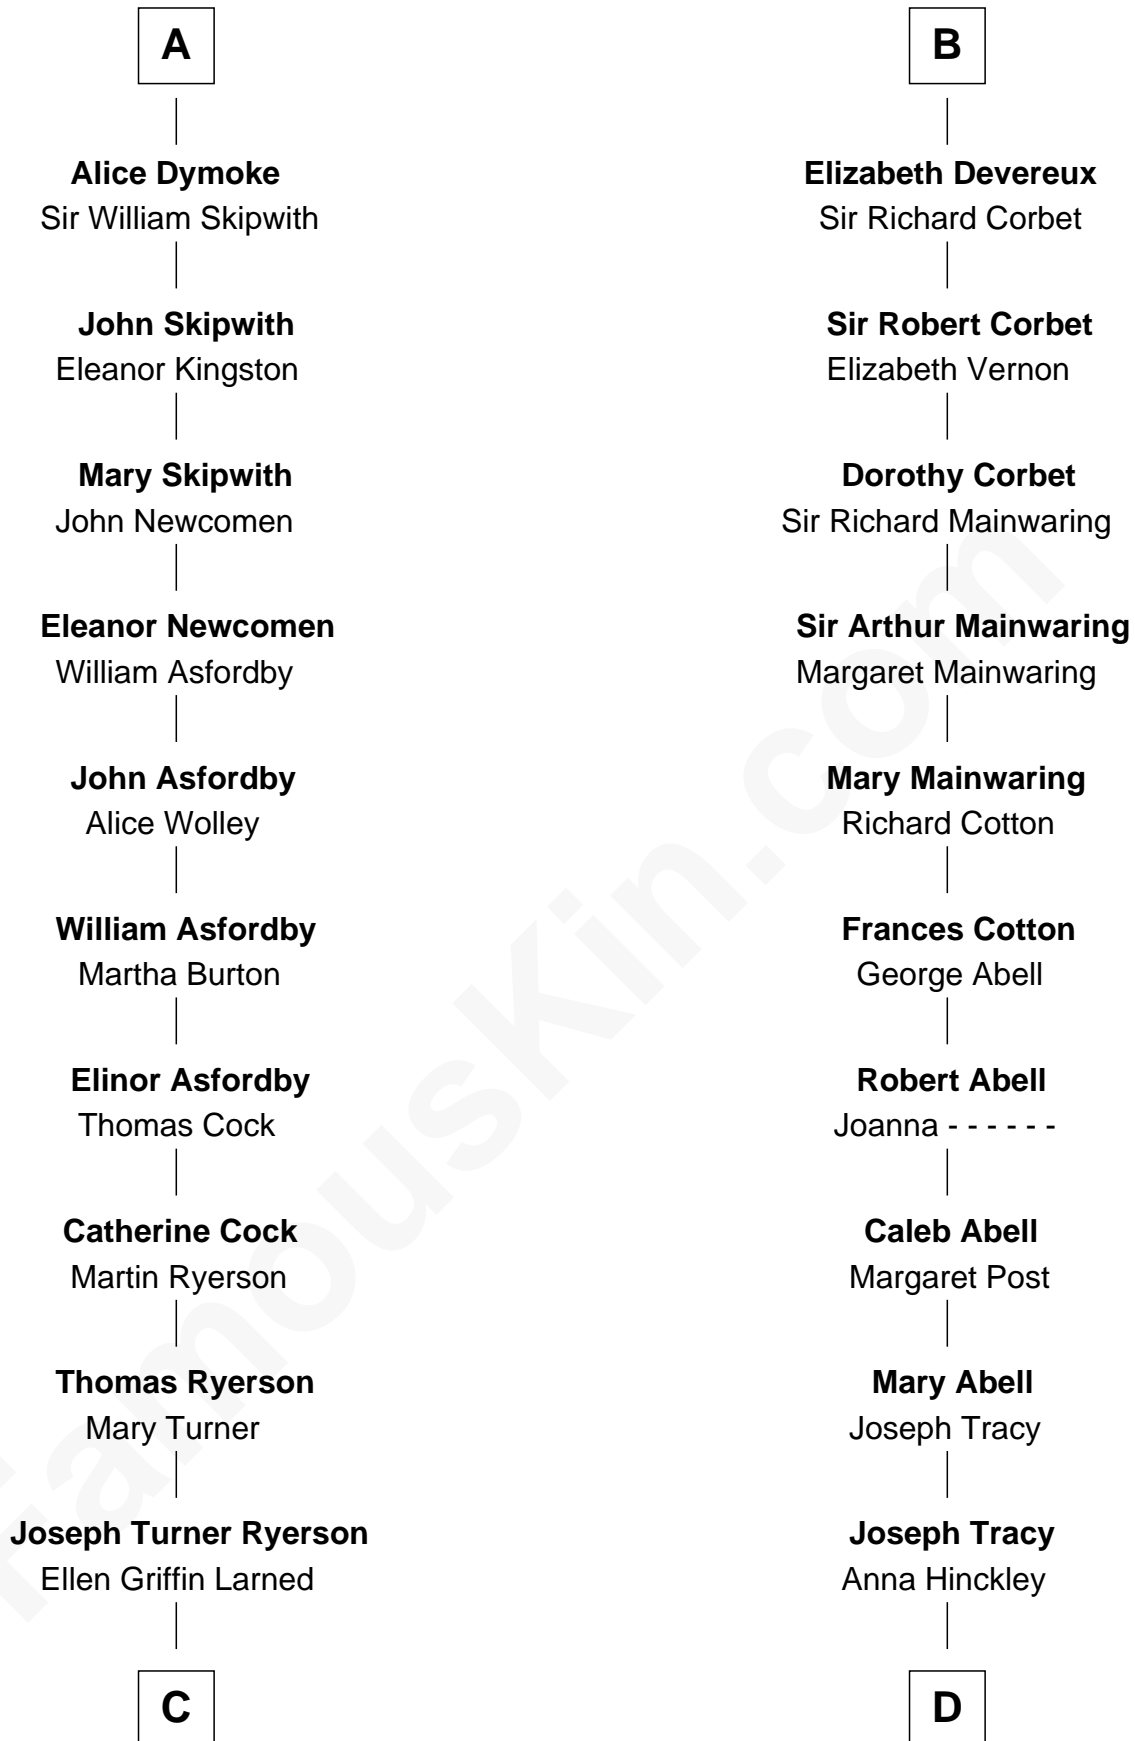 A
Alice Dymoke
Sir William Skipwith
John Skipwith
Eleanor Kingston
Mary Skipwith
John Newcomen
Eleanor Newcomen
William Asfordby
John Asfordby
Alice Wolley
William Asfordby
Martha Burton
Elinor Asfordby
Thomas Cock
Catherine Cock
Martin Ryerson
Thomas Ryerson
Mary Turner
Joseph Turner Ryerson
Ellen Griffin Larned
C
B
Elizabeth Devereux
Sir Richard Corbet
Sir Robert Corbet
Elizabeth Vernon
Dorothy Corbet
Sir Richard Mainwaring
Sir Arthur Mainwaring
Margaret Mainwaring
Mary Mainwaring
Richard Cotton
Frances Cotton
George Abell
Robert Abell
Joanna - - - - - -
Caleb Abell
Margaret Post
Mary Abell
Joseph Tracy
Joseph Tracy
Anna Hinckley
D
FamousKin.com